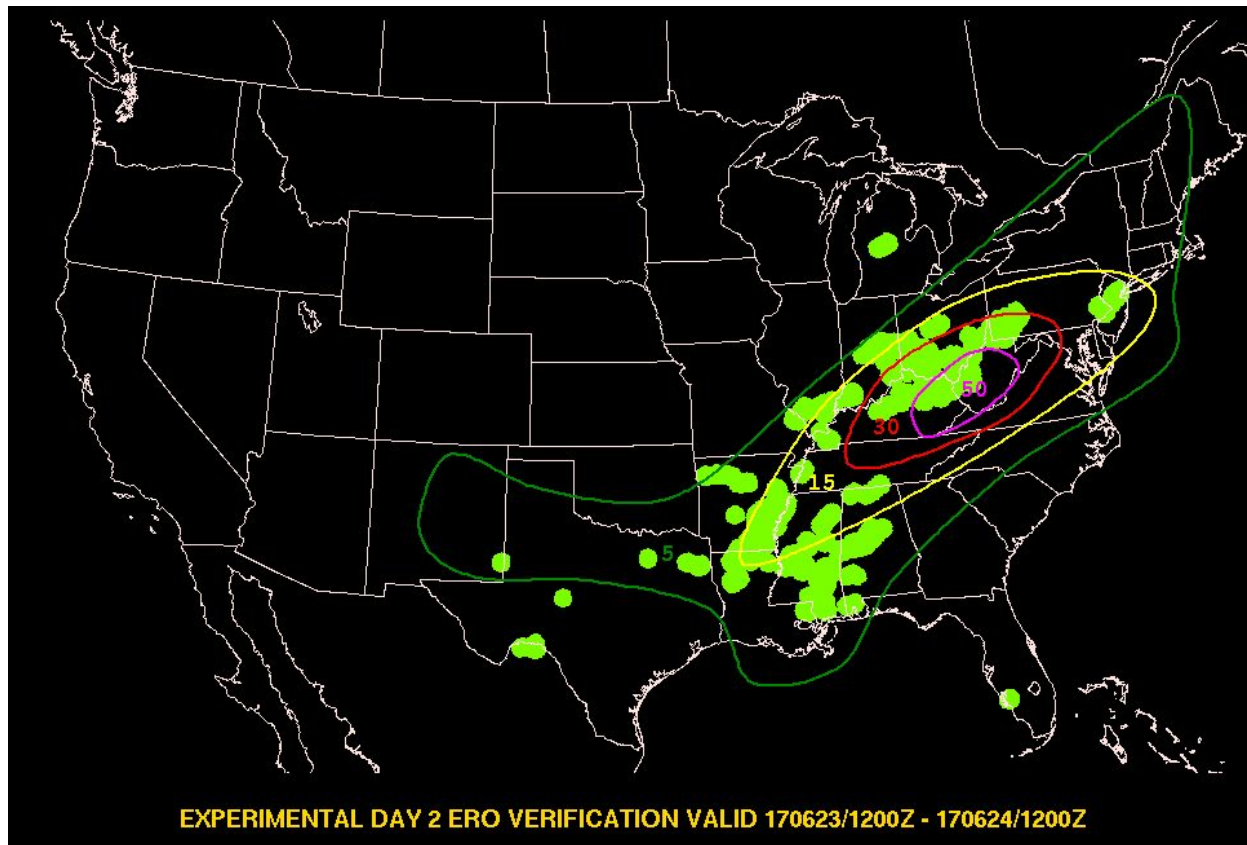 50
30
15
5
EXPERIMENTAL DAY 2 ERO VERIFICATION VALID 170623/1200Z - 170624/1200Z